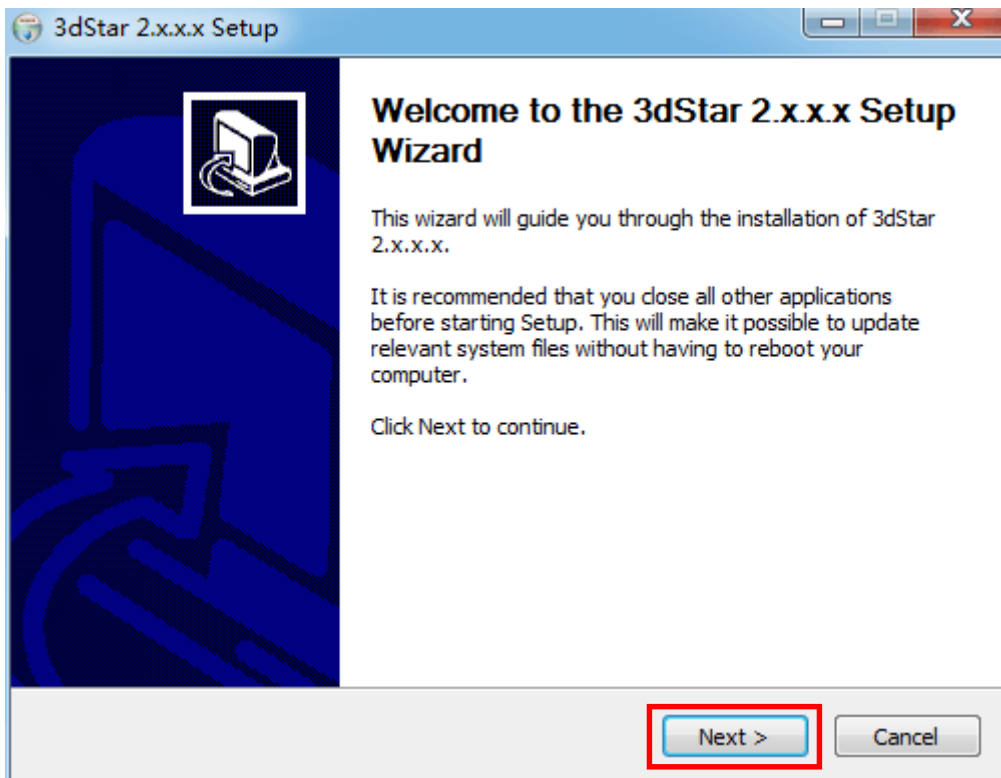 3dStar 2.x.x.x Setup
Welcome to the 3dStar 2.x.x.x Setup
Wizard
This wizard will guide you through the installation of 3dStar
2.x.x.x.
It is recommended that you close all other applications
before starting Setup. This will make it possible to update
relevant system files without having to reboot your
computer.
Click Next to continue.
Next >
Cancel